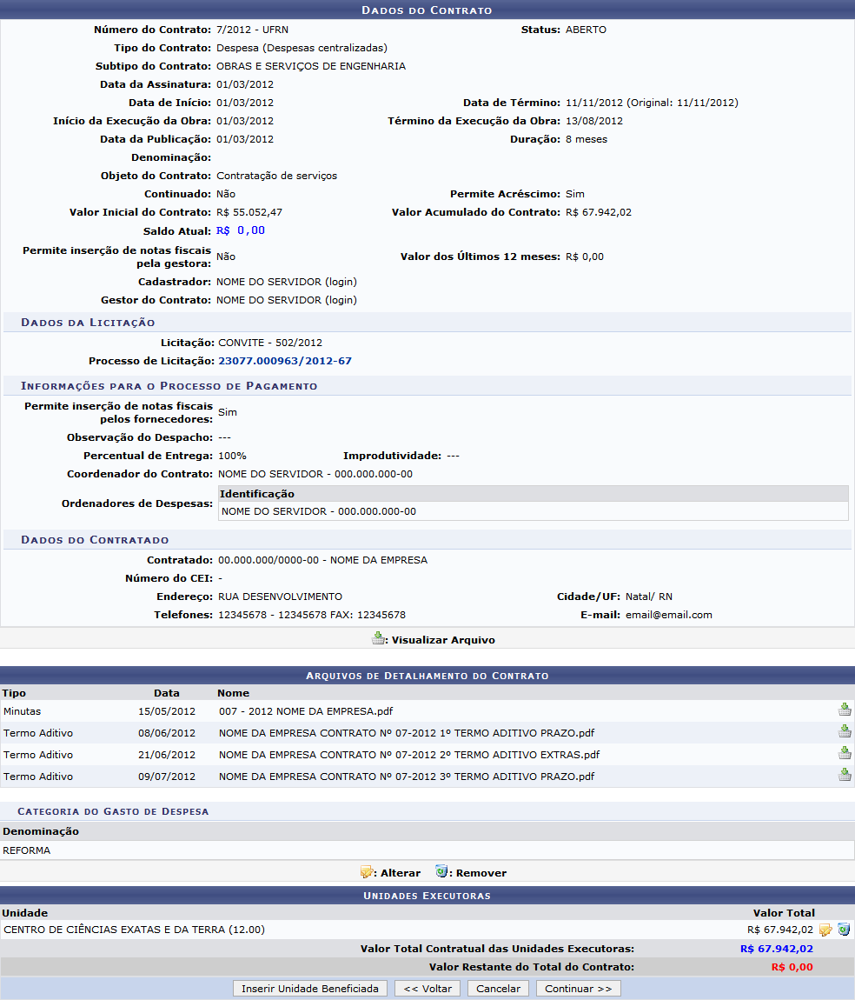 Dados do Contrato
Número do Contrato: 7/2012 - UFRN Status: ABERTO
Tipo do Contrato: Despesa (Despesas centralizadas)
Subtipo do Contrato: OBRAS E SERVIÇOS DE ENGENHARIA
Data da Assinatura: 01/03/2012
Data de Início: 01/03/2012 Data de Término: 11/11/2012 (Original: 11/11/2012)
Início da Execução da Obra: 01/03/2012 Término da Execução da Obra: 13/08/2012
Data da Publicação: 01/03/2012 Duração: 8 meses
Denominação:
Objeto do Contrato: Contratação de serviços
Continuado: Não Permite Acréscimo: Sim
Valor Inicial do Contrato: R$ 55.052,47 Valor Acumulado do Contrato: R$ 67.942,02
Saldo Atual: R$ 0,00
Permite inserção de notas fiscais
pela gestora: Não Valor dos Últimos 12 meses: R$ 0,00
Cadastrador: NOME DO SERVIDOR (login)
Gestor do Contrato: NOME DO SERVIDOR (login)
Dados da Licitação
Licitação: CONVITE - 502/2012
Processo de Licitação: 23077.000963/2012-67
Informações para o Processo de Pagamento
Permite inserção de notas fiscais
pelos fornecedores: Sim
Observação do Despacho: ---
Percentual de Entrega: 100% Improdutividade: ---
Coordenador do Contrato: NOME DO SERVIDOR - 000.000.000-00
Ordenadores de Despesas: Identificação
NOME DO SERVIDOR - 000.000.000-00
Dados do Contratado
Contratado: 00.000.000/0000-00 - NOME DA EMPRESA
Número do CEI: -
Endereço: RUA DESENVOLVIMENTO Cidade/UF: Natal/ RN
Telefones: 12345678 - 12345678 FAX: 12345678 E-mail: email@email.com
: Visualizar Arquivo
Arquivos de Detalhamento do Contrato
Tipo Data Nome
Minutas 15/05/2012 007 - 2012 NOME DA EMPRESA.pdf
Termo Aditivo 08/06/2012 NOME DA EMPRESA CONTRATO Nº 07-2012 1º TERMO ADITIVO PRAZO.pdf
Termo Aditivo 21/06/2012 NOME DA EMPRESA CONTRATO Nº 07-2012 2º TERMO ADITIVO EXTRAS.pdf
Termo Aditivo 09/07/2012 NOME DA EMPRESA CONTRATO Nº 07-2012 3º TERMO ADITIVO PRAZO.pdf
Categoria do Gasto de Despesa
Denominação
REFORMA
: Alterar : Remover
Unidades Executoras
Unidade Valor Total
CENTRO DE CIÊNCIAS EXATAS E DA TERRA (12.00) R$ 67.942,02
Valor Total Contratual das Unidades Executoras: R$ 67.942,02
Valor Restante do Total do Contrato: R$ 0,00
Inserir Unidade Beneficiada << Voltar Cancelar Continuar >>